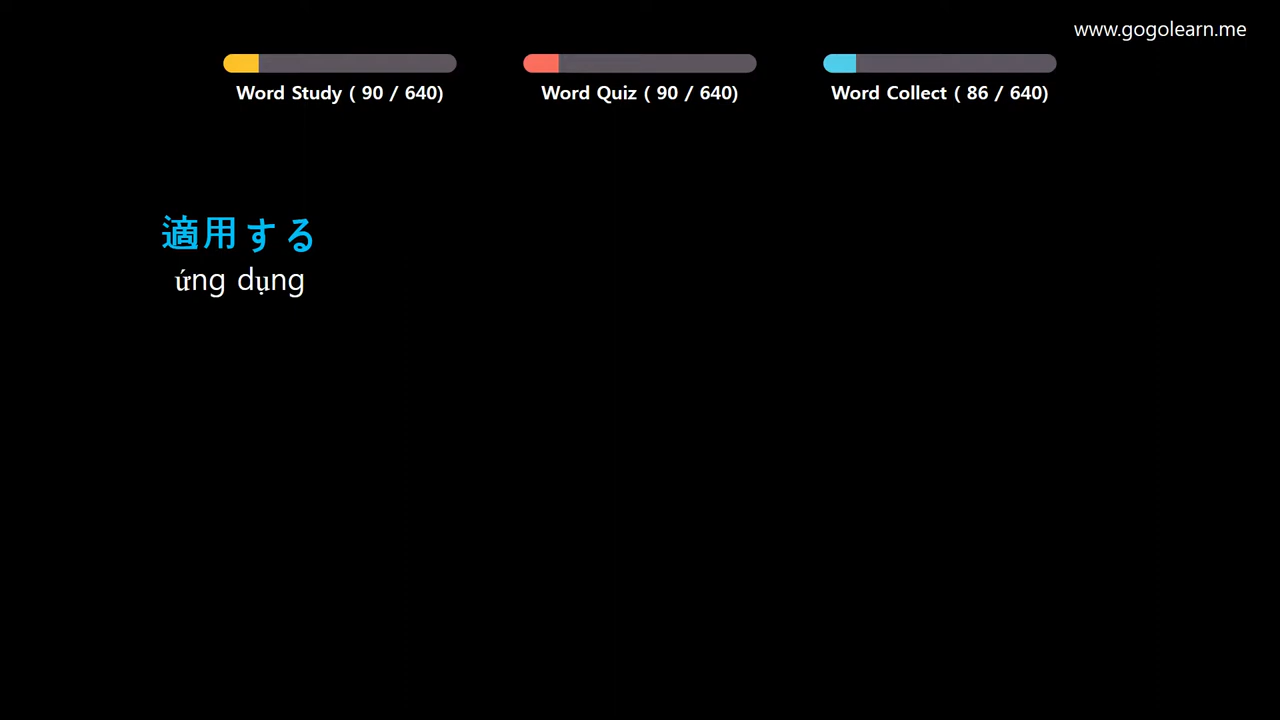 www.gogolearn.me
Word Study ( 90 / 640)
Word Quiz ( 90 / 640)
Word Collect ( 86 / 640)
適用する
ứng dụng